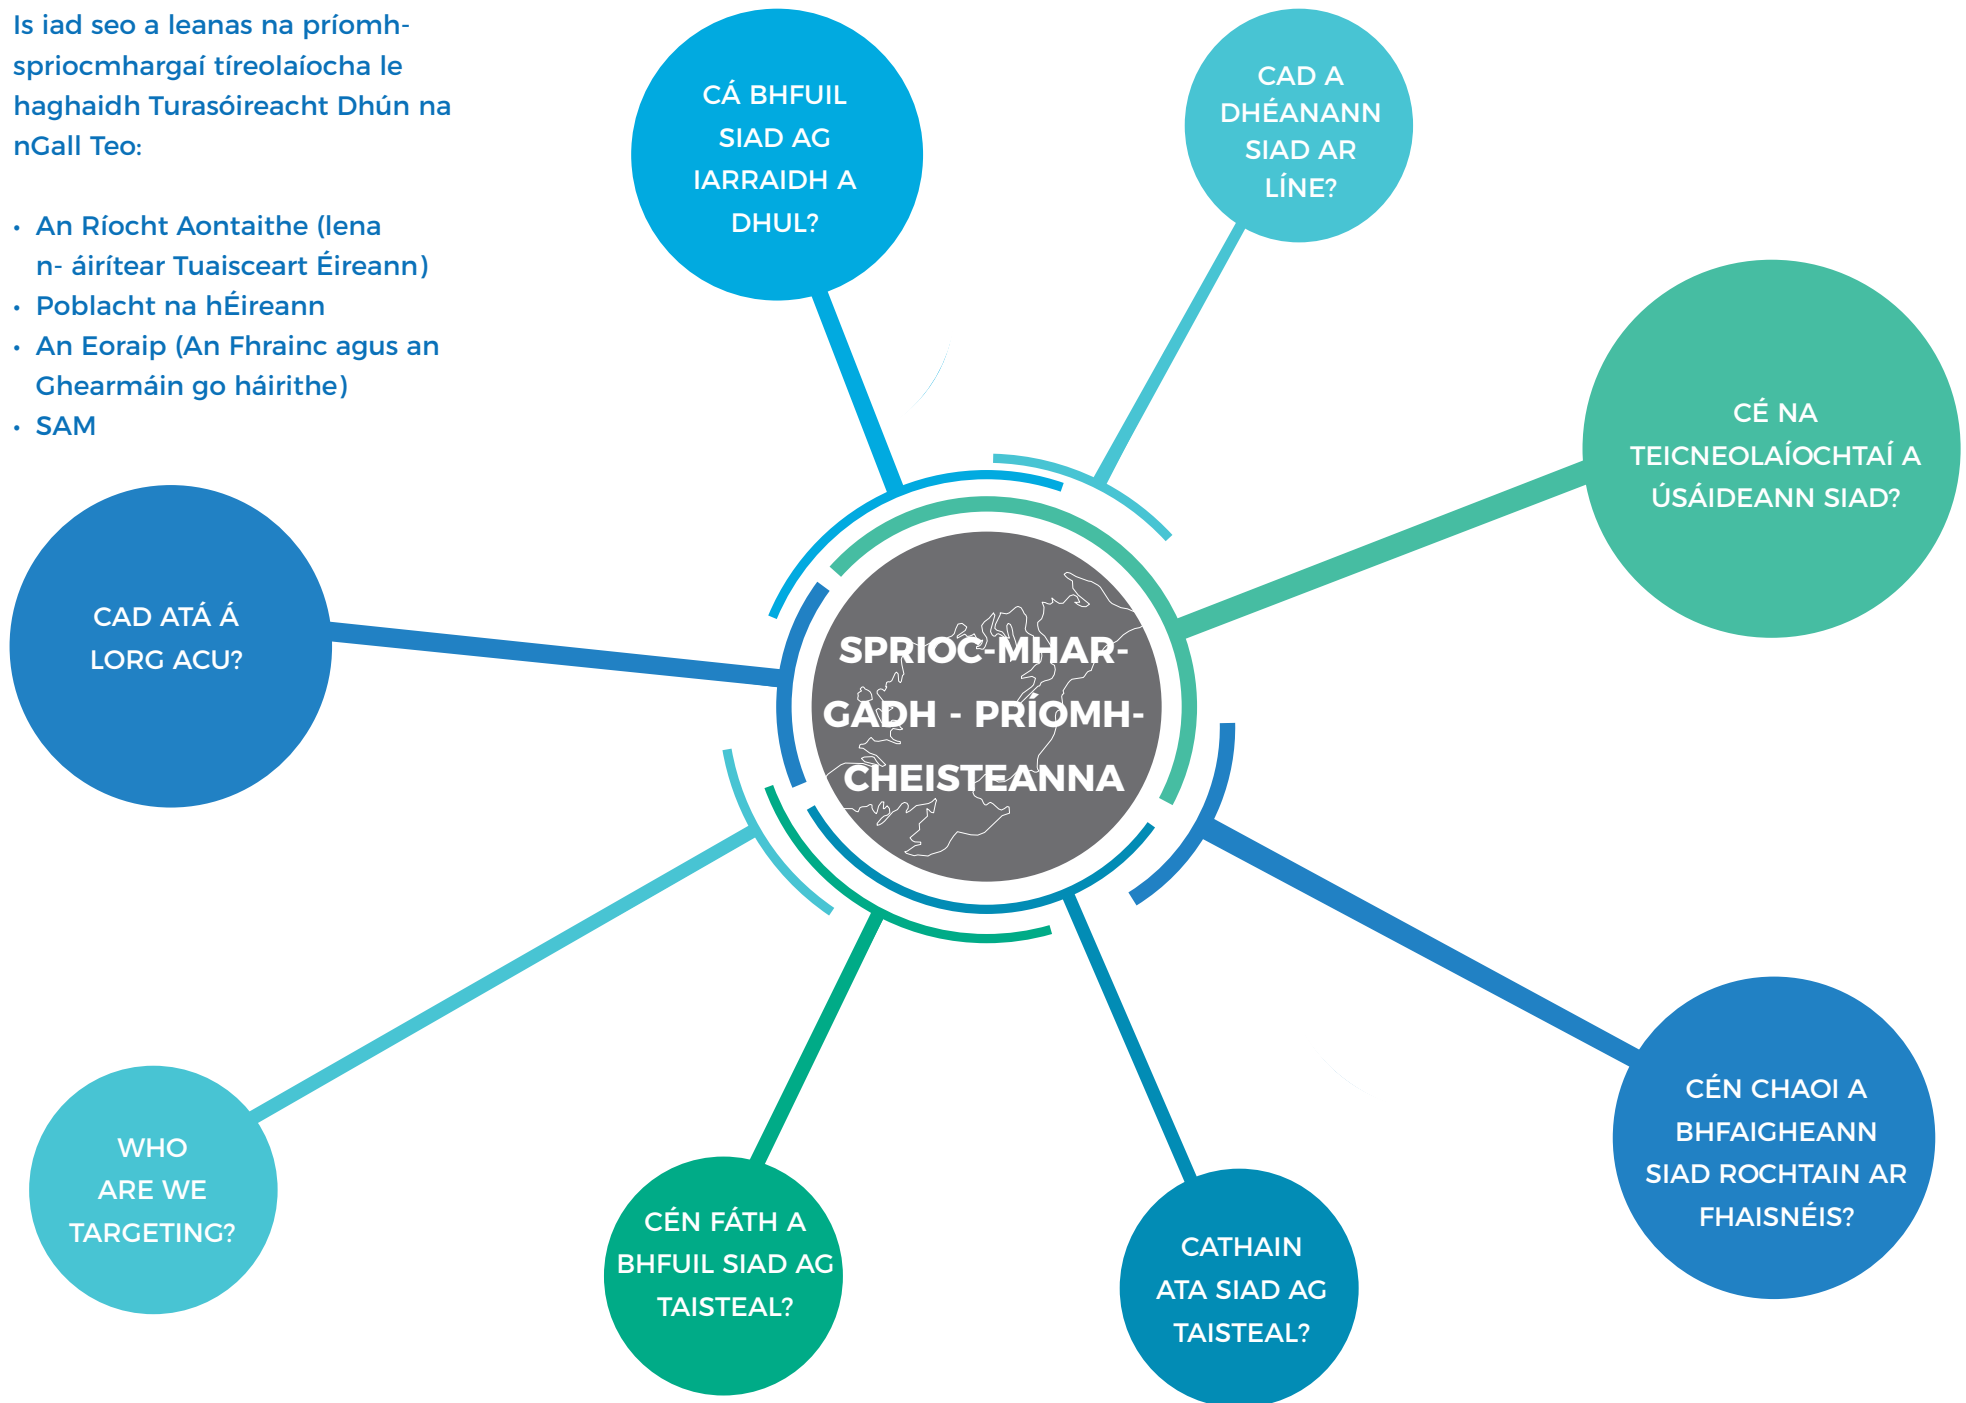 Is iad seo a leanas na príomh-
spriocmhargaí tíreolaíocha le
haghaidh Turasóireacht Dhún na
nGall Teo:
• An Ríocht Aontaithe (lena
n- áirítear Tuaisceart Éireann)
• Poblacht na hÉireann
• An Eoraip (An Fhrainc agus an
Ghearmáin go háirithe)
• SAM
CÁ BHFUIL
SIAD AG
IARRAIDH A
DHUL?
CAD A
DHÉANANN
SIAD AR
LÍNE?
CÉ NA
TEICNEOLAÍOCHTAÍ A
ÚSÁIDEANN SIAD?
CAD ATÁ Á
LORG ACU?
SPRIOC-MHAR-
GADH - PRÍOMH-
CHEISTEANNA
WHO
ARE WE
TARGETING?
CÉN FÁTH A
BHFUIL SIAD AG
TAISTEAL?
CATHAIN
ATA SIAD AG
TAISTEAL?
CÉN CHAOI A
BHFAIGHEANN
SIAD ROCHTAIN AR
FHAISNÉIS?